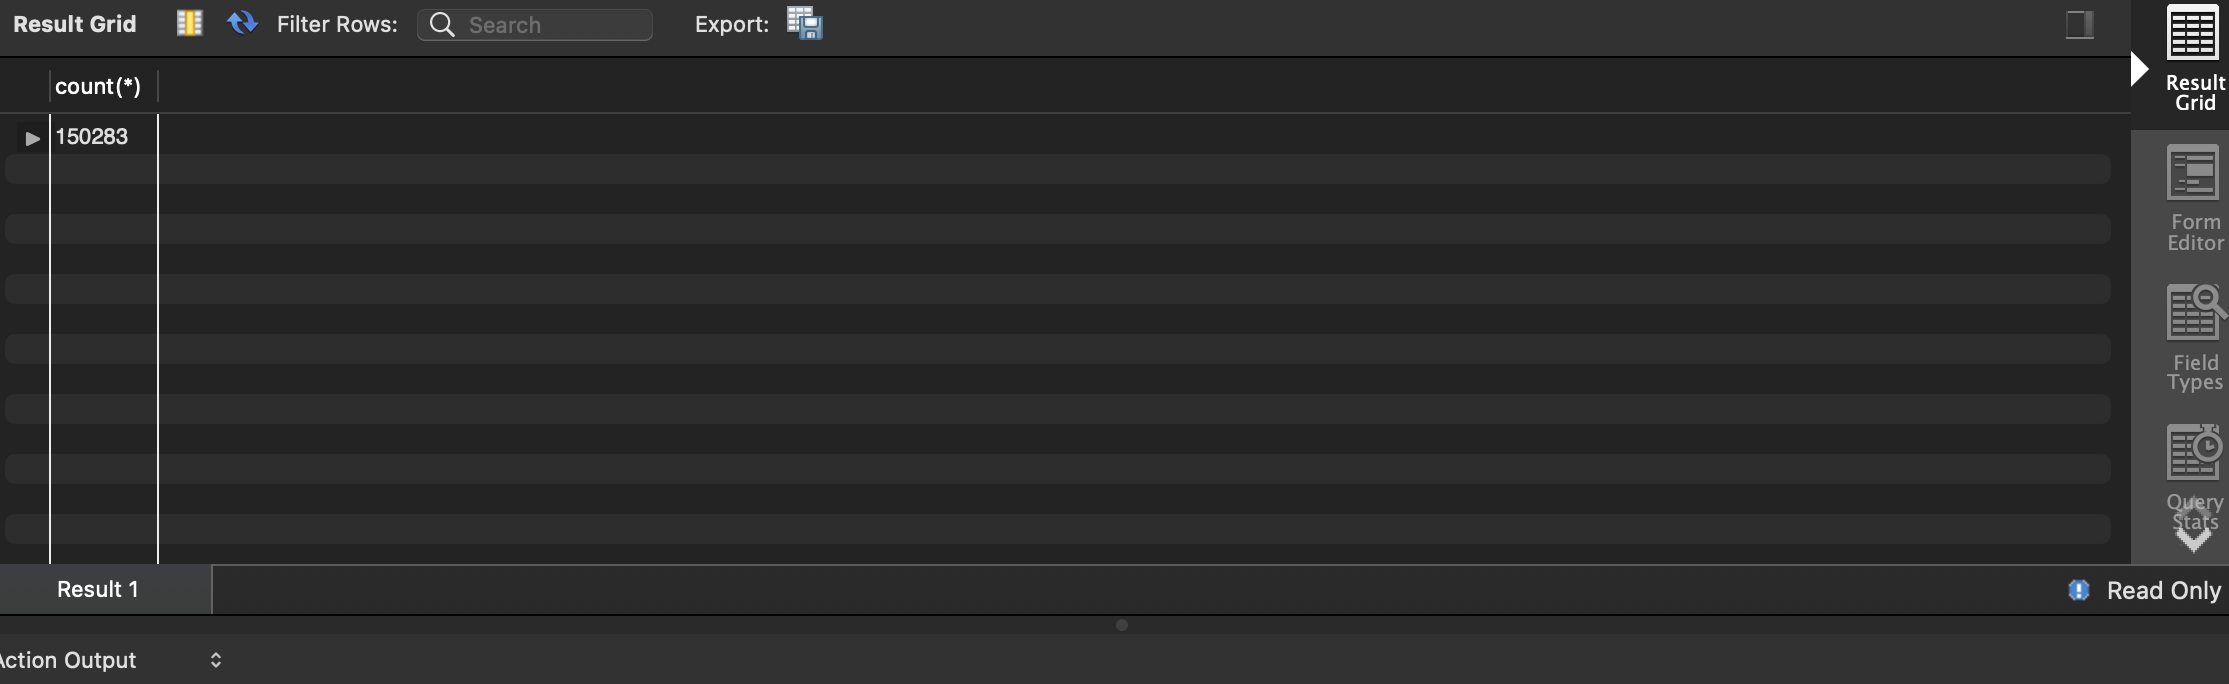 Result Grid Filter Rows: Search Export:
count(*)
150283
Result
Grid
Form
Editor
Field
Types
Query
Stats
Result 1
Read Only
Action Output